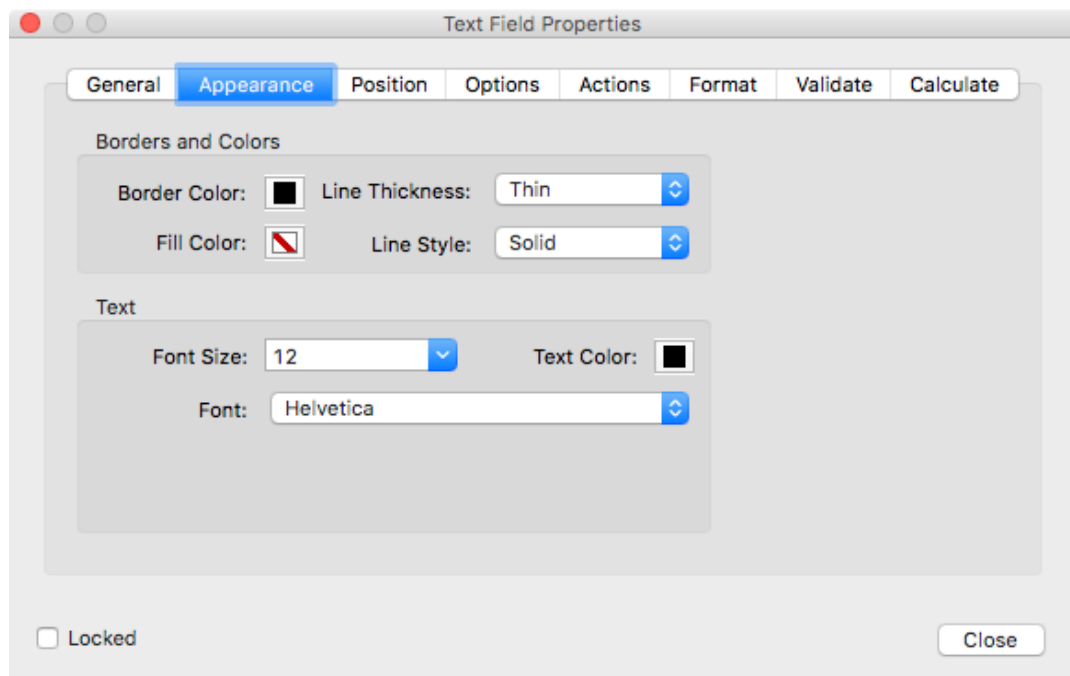 Text Field Properties
General Appearance Position Options Actions Format Validate Calculate
Borders and Colors
Border Color: Line Thickness: Thin
Fill Color: Line Style: Solid
Text
Font Size: 12 Text Color:
Font: Helvetica
Locked Close